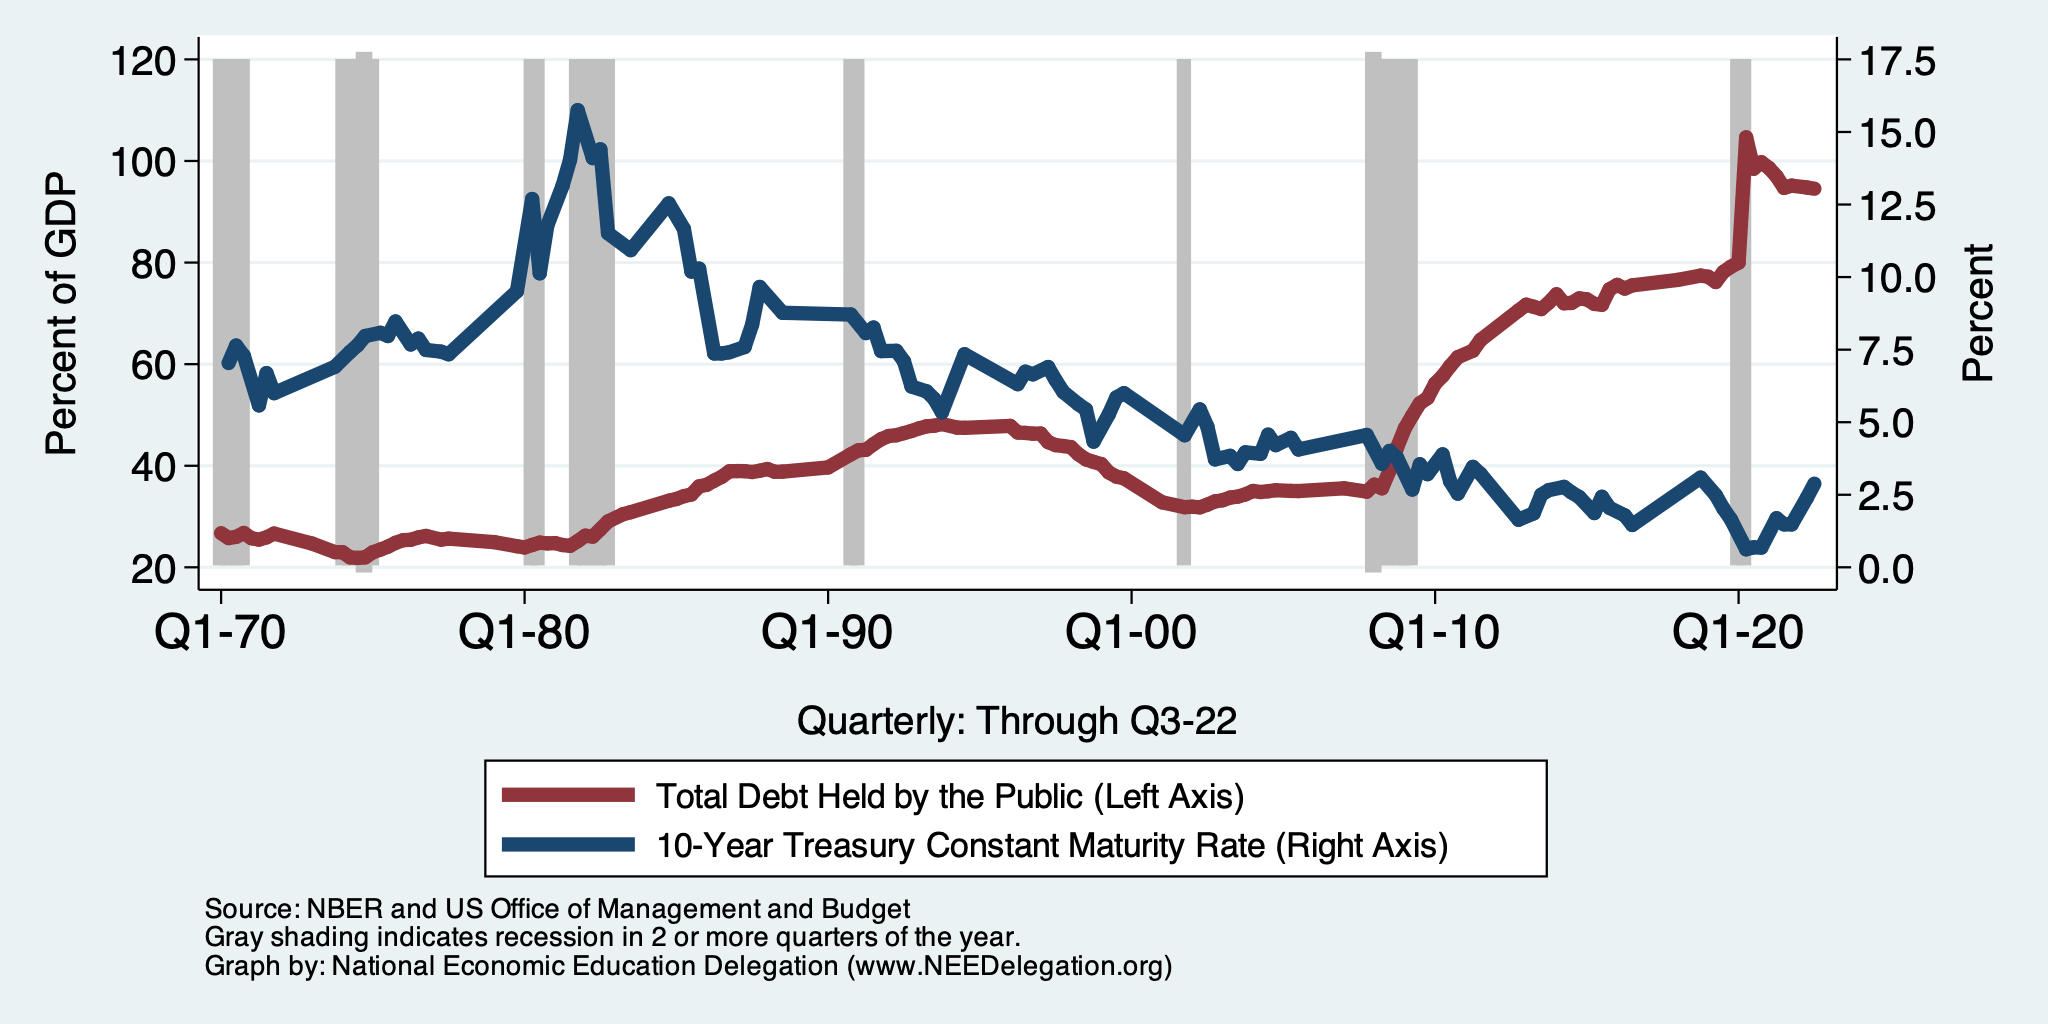 120
100
80
60
40
20
Percent of GDP
17.5
15.0
12.5
10.0
7.5
5.0
2.5
0.0
Percent
Q1-70 Q1-80 Q1-90 Q1-00 Q1-10 Q1-20
Quarterly: Through Q3-22
Total Debt Held by the Public (Left Axis)
10-Year Treasury Constant Maturity Rate (Right Axis)
Source: NBER and US Office of Management and Budget
Gray shading indicates recession in 2 or more quarters of the year.
Graph by: National Economic Education Delegation (www.NEEDelegation.org)